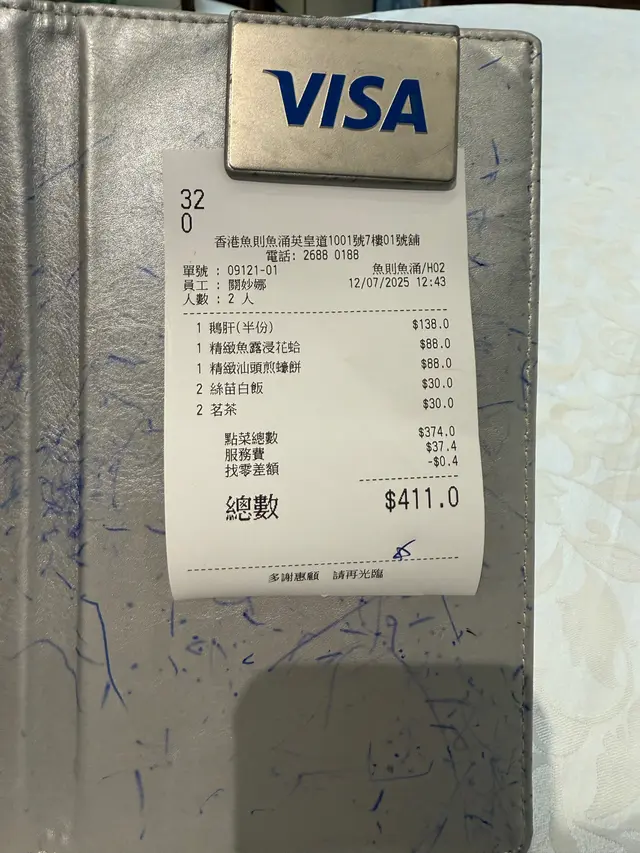 VISA
32
0
香港魚則魚涌英皇道1001號7樓01號舖
電話: 2688 0188
單號 : 09121-01 魚則魚涌/H02
員工 : 關妙娜 12/07/2025 12:43
人數 : 2 人
1 鵝肝(半份) $138.0
1 精緻魚露浸花蛤 $88.0
1 精緻汕頭煎蠔餅 $88.0
2 絲苗白飯 $30.0
2 茗茶 $30.0
點菜總數 $374.0
服務費 $37.4
找零差額 -$0.4
總數 $411.0
多謝惠顧 請再光臨